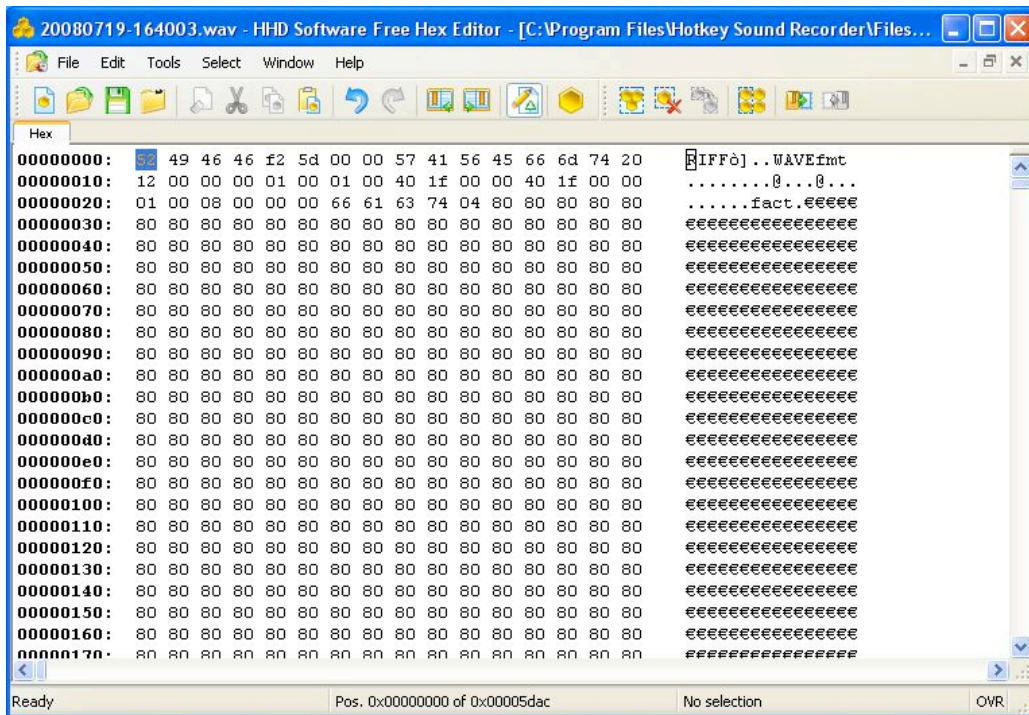 20080719-164003.wav - HHD Software Free Hex Editor - [C:\Program Files\Hotkey Sound Recorder\Files...
File Edit Tools Select Window Help
Hex
00000000: 52 49 46 46 f2 5d 00 00 57 41 56 45 66 6d 74 20 RIFFò]..WAVEfmt
00000010: 12 00 00 00 01 00 01 00 40 1f 00 00 40 1f 00 00 ........@...@...
00000020: 01 00 08 00 00 00 66 61 63 74 04 80 80 80 80 80 ......fact.€€€€€
00000030: 80 80 80 80 80 80 80 80 80 80 80 80 80 80 80 80 €€€€€€€€€€€€€€€€
00000040: 80 80 80 80 80 80 80 80 80 80 80 80 80 80 80 80 €€€€€€€€€€€€€€€€
00000050: 80 80 80 80 80 80 80 80 80 80 80 80 80 80 80 80 €€€€€€€€€€€€€€€€
00000060: 80 80 80 80 80 80 80 80 80 80 80 80 80 80 80 80 €€€€€€€€€€€€€€€€
00000070: 80 80 80 80 80 80 80 80 80 80 80 80 80 80 80 80 €€€€€€€€€€€€€€€€
00000080: 80 80 80 80 80 80 80 80 80 80 80 80 80 80 80 80 €€€€€€€€€€€€€€€€
00000090: 80 80 80 80 80 80 80 80 80 80 80 80 80 80 80 80 €€€€€€€€€€€€€€€€
000000a0: 80 80 80 80 80 80 80 80 80 80 80 80 80 80 80 80 €€€€€€€€€€€€€€€€
000000b0: 80 80 80 80 80 80 80 80 80 80 80 80 80 80 80 80 €€€€€€€€€€€€€€€€
000000c0: 80 80 80 80 80 80 80 80 80 80 80 80 80 80 80 80 €€€€€€€€€€€€€€€€
000000d0: 80 80 80 80 80 80 80 80 80 80 80 80 80 80 80 80 €€€€€€€€€€€€€€€€
000000e0: 80 80 80 80 80 80 80 80 80 80 80 80 80 80 80 80 €€€€€€€€€€€€€€€€
000000f0: 80 80 80 80 80 80 80 80 80 80 80 80 80 80 80 80 €€€€€€€€€€€€€€€€
00000100: 80 80 80 80 80 80 80 80 80 80 80 80 80 80 80 80 €€€€€€€€€€€€€€€€
00000110: 80 80 80 80 80 80 80 80 80 80 80 80 80 80 80 80 €€€€€€€€€€€€€€€€
00000120: 80 80 80 80 80 80 80 80 80 80 80 80 80 80 80 80 €€€€€€€€€€€€€€€€
00000130: 80 80 80 80 80 80 80 80 80 80 80 80 80 80 80 80 €€€€€€€€€€€€€€€€
00000140: 80 80 80 80 80 80 80 80 80 80 80 80 80 80 80 80 €€€€€€€€€€€€€€€€
00000150: 80 80 80 80 80 80 80 80 80 80 80 80 80 80 80 80 €€€€€€€€€€€€€€€€
00000160: 80 80 80 80 80 80 80 80 80 80 80 80 80 80 80 80 €€€€€€€€€€€€€€€€
00000170: 80 80 80 80 80 80 80 80 80 80 80 80 80 80 80 80 €€€€€€€€€€€€€€€€
Ready Pos. 0x00000000 of 0x00005dac No selection OVR